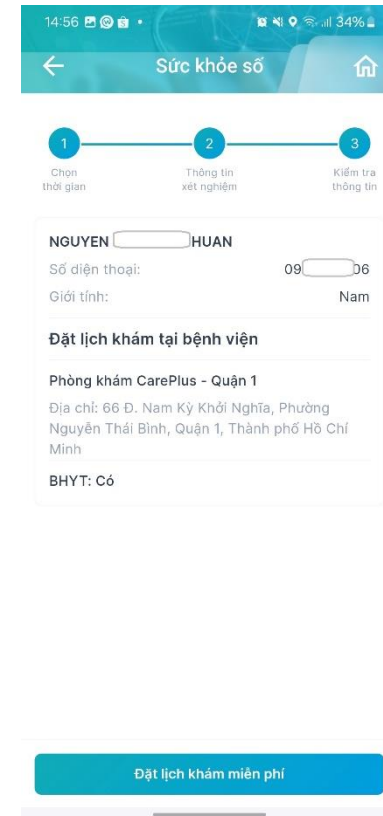 14:56 34%
Sức khỏe số
1 2 3
Chọn Thông tin Kiểm tra
thời gian xét nghiệm thông tin
NGUYEN HUAN
Số điện thoại: 09 06
Giới tính: Nam
Đặt lịch khám tại bệnh viện
Phòng khám CarePlus - Quận 1
Địa chỉ: 66 Đ. Nam Kỳ Khởi Nghĩa, Phường
Nguyễn Thái Bình, Quận 1, Thành phố Hồ Chí
Minh
BHYT: Có
Đặt lịch khám miễn phí